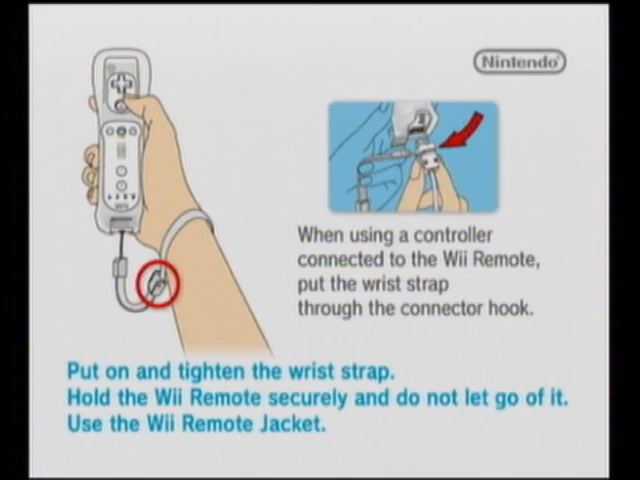 Nintendo
When using a controller
connected to the Wii Remote,
put the wrist strap
through the connector hook.
Put on and tighten the wrist strap.
Hold the Wii Remote securely and do not let go of it.
Use the Wii Remote Jacket.